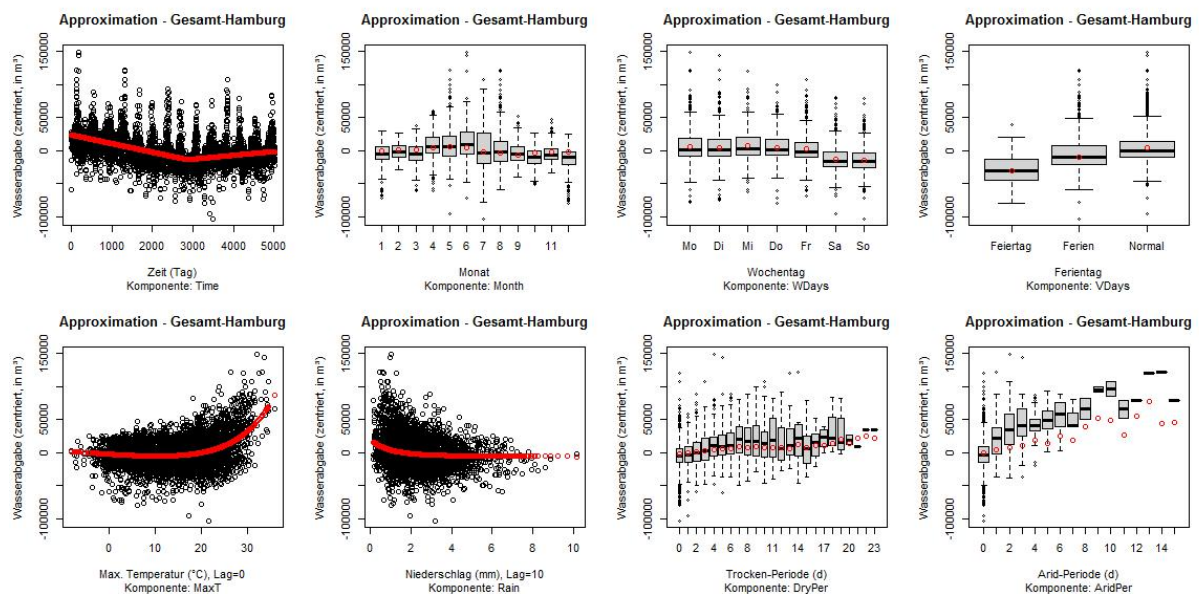 Approximation - Gesamt-Hamburg
Wasserabgabe (zentriert, in m³)
-100000 0 50000 150000
0 1000 2000 3000 4000 5000
Zeit (Tag)
Komponente: Time
Approximation - Gesamt-Hamburg
Wasserabgabe (zentriert, in m³)
-100000 0 50000 150000
1 2 3 4 5 6 7 8 9 11
Monat
Komponente: Month
Approximation - Gesamt-Hamburg
Wasserabgabe (zentriert, in m³)
-100000 0 50000 150000
Mo Di Mi Do Fr Sa So
Wochentag
Komponente: WDays
Approximation - Gesamt-Hamburg
Wasserabgabe (zentriert, in m³)
-100000 0 50000 150000
Feiertag Ferien Normal
Ferientag
Komponente: VDays
Approximation - Gesamt-Hamburg
Wasserabgabe (zentriert, in m³)
-100000 0 50000 150000
0 10 20 30
Max. Temperatur (°C), Lag=0
Komponente: MaxT
Approximation - Gesamt-Hamburg
Wasserabgabe (zentriert, in m³)
-100000 0 50000 150000
0 2 4 6 8 10
Niederschlag (mm), Lag=10
Komponente: Rain
Approximation - Gesamt-Hamburg
Wasserabgabe (zentriert, in m³)
-100000 0 50000 150000
0 2 4 6 8 11 14 17 20 23
Trocken-Periode (d)
Komponente: DryPer
Approximation - Gesamt-Hamburg
Wasserabgabe (zentriert, in m³)
-100000 0 50000 150000
0 2 4 6 8 10 12 14
Arid-Periode (d)
Komponente: AridPer